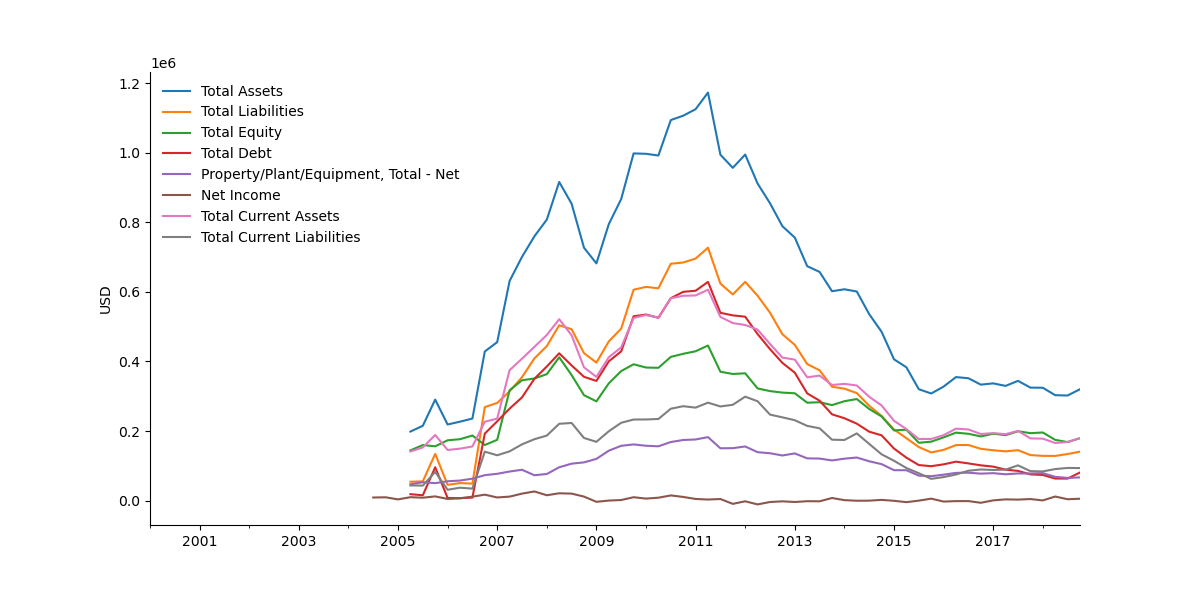 1e6
1.2
1.0
0.8
0.6
0.4
0.2
0.0
USD
Total Assets
Total Liabilities
Total Equity
Total Debt
Property/Plant/Equipment, Total - Net
Net Income
Total Current Assets
Total Current Liabilities
2001 2003 2005 2007 2009 2011 2013 2015 2017